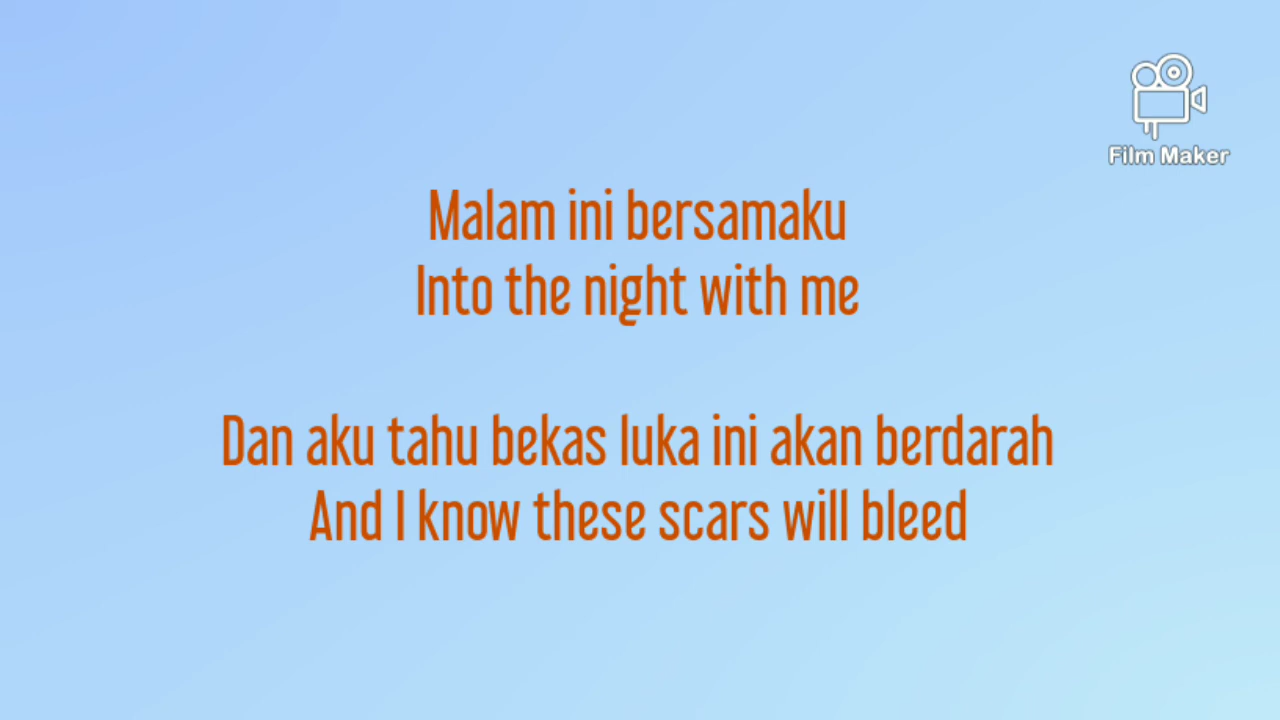 Film Maker
Malam ini bersamaku
Into the night with me
Dan aku tahu bekas luka ini akan berdarah
And I know these scars will bleed